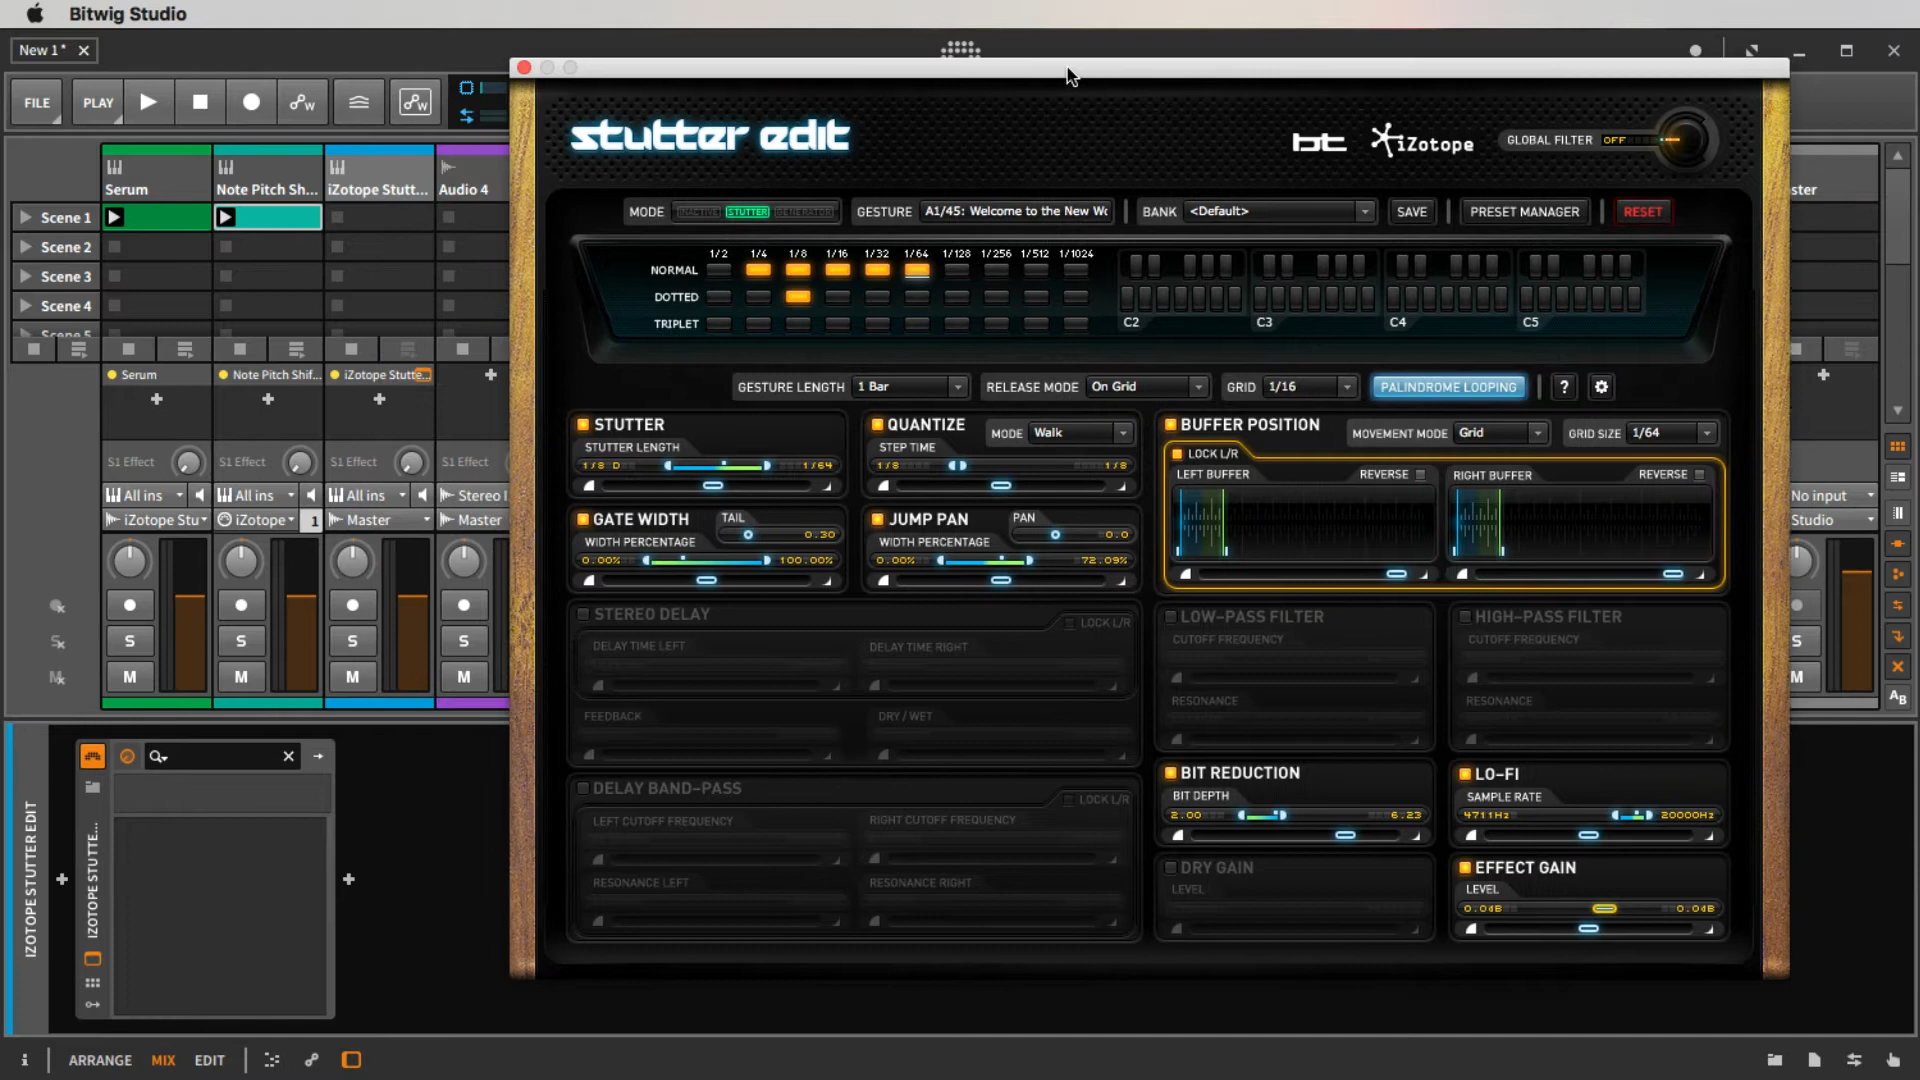 Bitwig Studio
New 1*
FILE
PLAY
stutter edit
bt
iZotope
GLOBAL FILTER OFF
Serum
Note Pitch Sh...
iZotope Stutt...
Audio 4
ster
MODE INACTIVE STUTTER GENERATOR
GESTURE A1/45: Welcome to the New Wo
BANK <Default>
SAVE
PRESET MANAGER
RESET
Scene 1
Scene 2
Scene 3
Scene 4
Scene 5
1/2 1/4 1/8 1/16 1/32 1/64 1/128 1/256 1/512 1/1024
NORMAL
DOTTED
TRIPLET
C2 C3 C4 C5
Serum
Note Pitch Shif...
iZotope Stutte...
GESTURE LENGTH 1 Bar
RELEASE MODE On Grid
GRID 1/16
PALINDROME LOOPING
?
STUTTER
STUTTER LENGTH
1/8 D 1/64
QUANTIZE
MODE Walk
STEP TIME
1/8 1/8
BUFFER POSITION
MOVEMENT MODE Grid
GRID SIZE 1/64
LOCK L/R
LEFT BUFFER REVERSE
RIGHT BUFFER REVERSE
S1 Effect S1 Effect S1 Effect S1 Effect
All ins All ins All ins Stereo I
No input
iZotope Stu iZotope 1 Master Master
Studio
GATE WIDTH
TAIL
0.30
WIDTH PERCENTAGE
0.00% 100.00%
JUMP PAN
PAN
0.0
WIDTH PERCENTAGE
0.00% 72.09%
S S S S S
M M M M M
STEREO DELAY
LOCK L/R
DELAY TIME LEFT
DELAY TIME RIGHT
FEEDBACK
DRY / WET
LOW-PASS FILTER
CUTOFF FREQUENCY
RESONANCE
HIGH-PASS FILTER
CUTOFF FREQUENCY
RESONANCE
AB
DELAY BAND-PASS
LOCK L/R
LEFT CUTOFF FREQUENCY
RIGHT CUTOFF FREQUENCY
RESONANCE LEFT
RESONANCE RIGHT
BIT REDUCTION
BIT DEPTH
2.00 6.23
LO-FI
SAMPLE RATE
4711Hz 20000Hz
DRY GAIN
LEVEL
EFFECT GAIN
LEVEL
0.0dB 0.0dB
IZOTOPE STUTTER EDIT
IZOTOPE STUTTE...
i
ARRANGE
MIX
EDIT